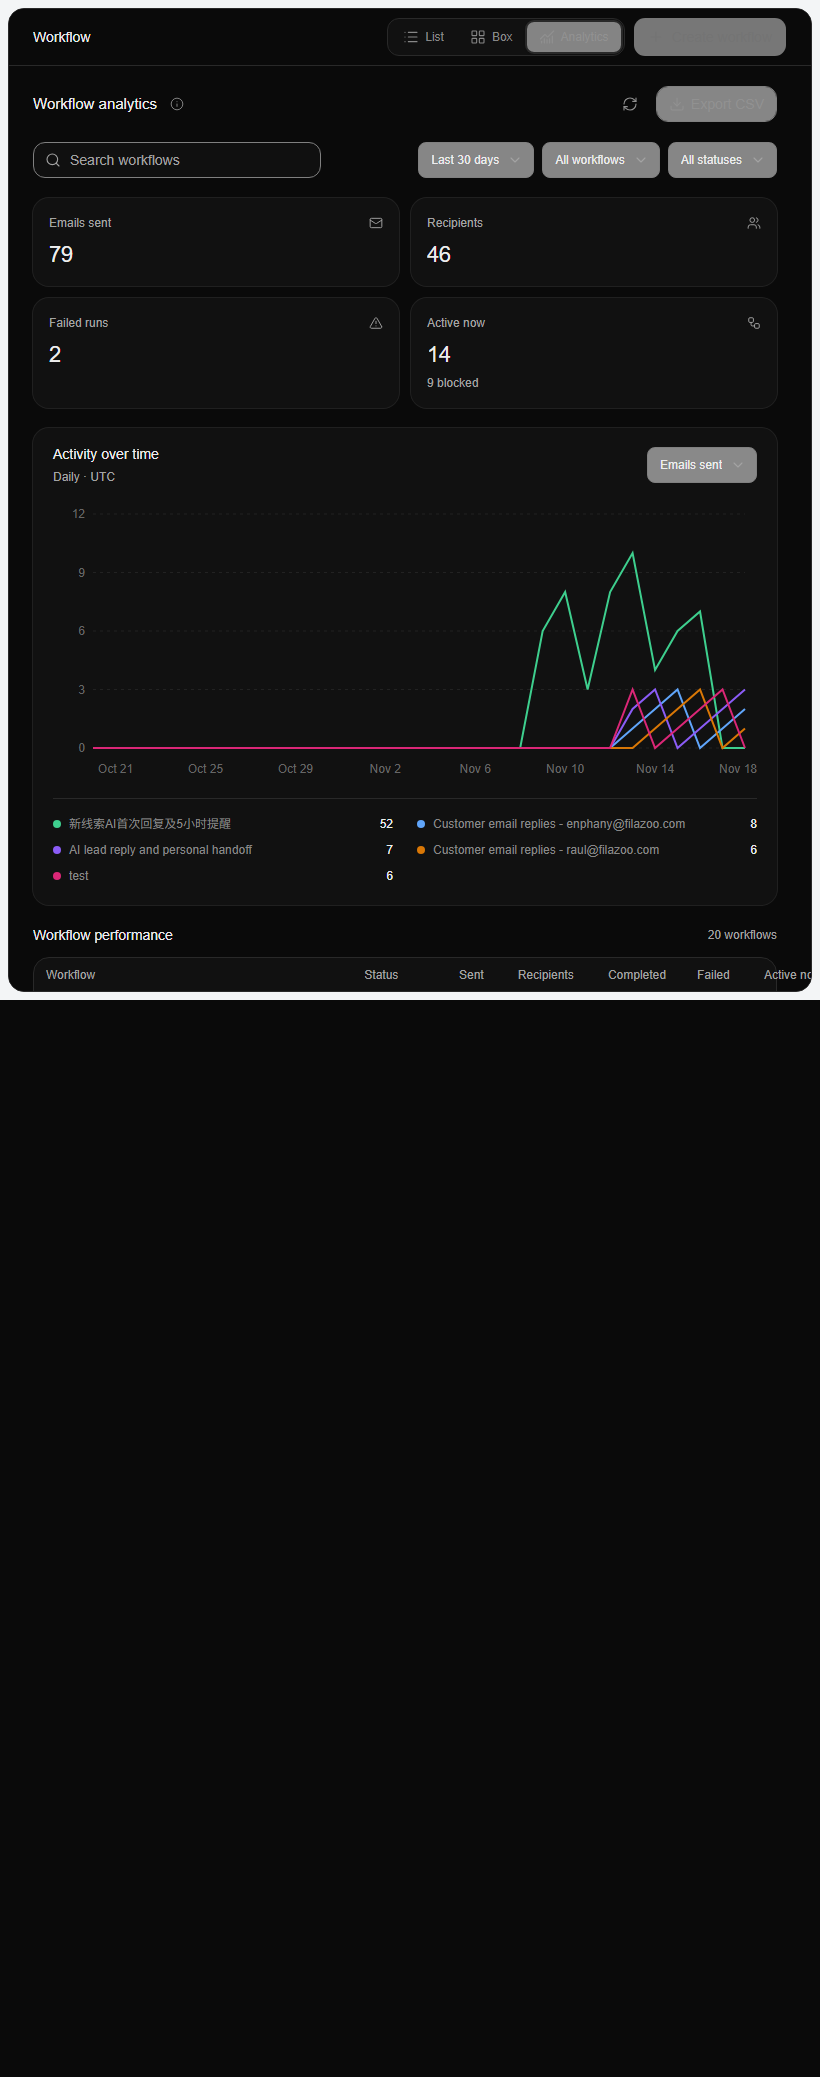 Workflow
List
Box
Analytics
Workflow analytics
Export CSV
Search workflows
Last 30 days
All workflows
All statuses
Emails sent
79
Recipients
46
Failed runs
2
Active now
14
9 blocked
Activity over time
Daily · UTC
Emails sent
12
9
6
3
0
Oct 21
Oct 25
Oct 29
Nov 2
Nov 6
Nov 10
Nov 14
Nov 18
新线索AI首次回复及5小时提醒
52
Customer email replies - enphany@filazoo.com
8
AI lead reply and personal handoff
7
Customer email replies - raul@filazoo.com
6
test
6
Workflow performance
20 workflows
Workflow
Status
Sent
Recipients
Completed
Failed
Active